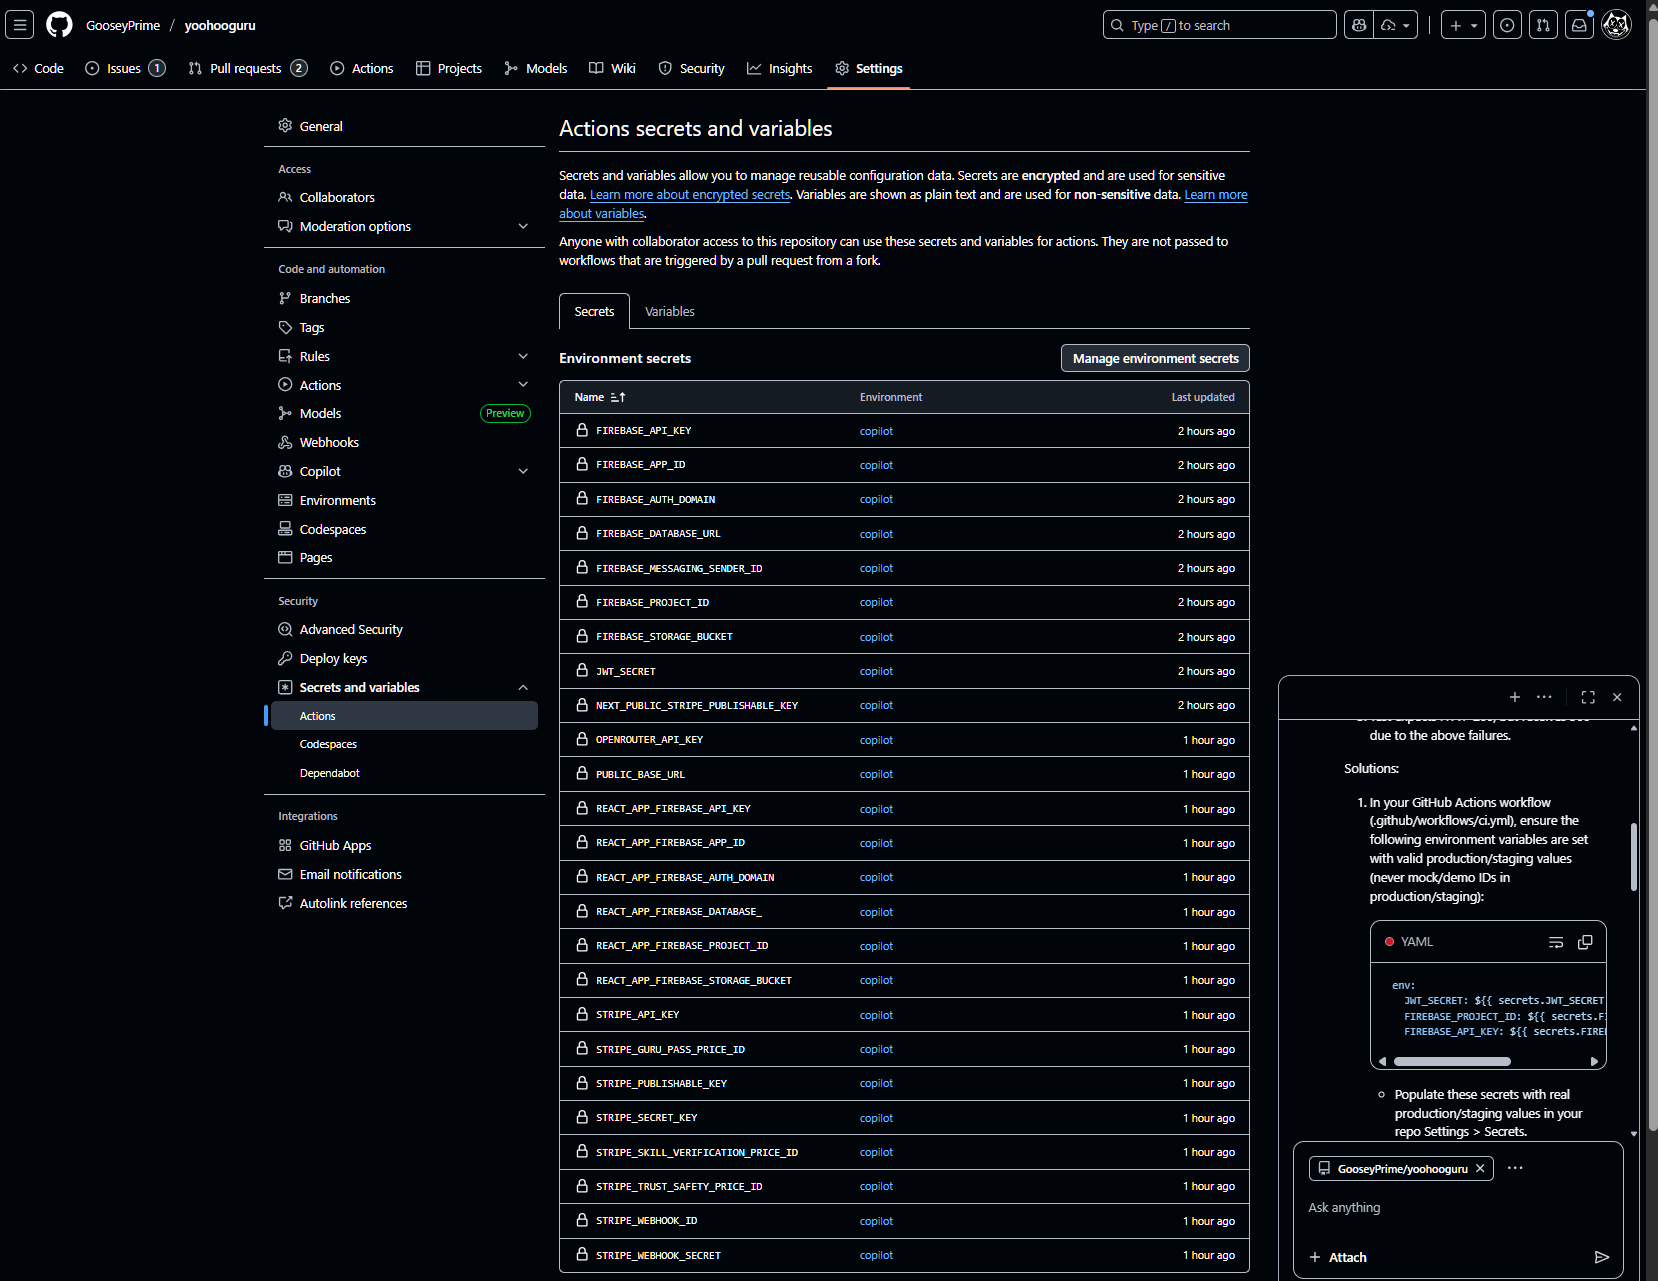 GooseyPrime / yoohooguru
Type / to search
Code
Issues 1
Pull requests 2
Actions
Projects
Models
Wiki
Security
Insights
Settings
General
Access
Collaborators
Moderation options
Code and automation
Branches
Tags
Rules
Actions
Models Preview
Webhooks
Copilot
Environments
Codespaces
Pages
Security
Advanced Security
Deploy keys
Secrets and variables
Actions
Codespaces
Dependabot
Integrations
GitHub Apps
Email notifications
Autolink references
Actions secrets and variables
Secrets and variables allow you to manage reusable configuration data. Secrets are encrypted and are used for sensitive
data. Learn more about encrypted secrets. Variables are shown as plain text and are used for non-sensitive data. Learn more
about variables.
Anyone with collaborator access to this repository can use these secrets and variables for actions. They are not passed to
workflows that are triggered by a pull request from a fork.
Secrets
Variables
Environment secrets
Manage environment secrets
Name Environment Last updated
FIREBASE_API_KEY copilot 2 hours ago
FIREBASE_APP_ID copilot 2 hours ago
FIREBASE_AUTH_DOMAIN copilot 2 hours ago
FIREBASE_DATABASE_URL copilot 2 hours ago
FIREBASE_MESSAGING_SENDER_ID copilot 2 hours ago
FIREBASE_PROJECT_ID copilot 2 hours ago
FIREBASE_STORAGE_BUCKET copilot 2 hours ago
JWT_SECRET copilot 2 hours ago
NEXT_PUBLIC_STRIPE_PUBLISHABLE_KEY copilot 2 hours ago
OPENROUTER_API_KEY copilot 1 hour ago
PUBLIC_BASE_URL copilot 1 hour ago
REACT_APP_FIREBASE_API_KEY copilot 1 hour ago
REACT_APP_FIREBASE_APP_ID copilot 1 hour ago
REACT_APP_FIREBASE_AUTH_DOMAIN copilot 1 hour ago
REACT_APP_FIREBASE_DATABASE_ copilot 1 hour ago
REACT_APP_FIREBASE_PROJECT_ID copilot 1 hour ago
REACT_APP_FIREBASE_STORAGE_BUCKET copilot 1 hour ago
STRIPE_API_KEY copilot 1 hour ago
STRIPE_GURU_PASS_PRICE_ID copilot 1 hour ago
STRIPE_PUBLISHABLE_KEY copilot 1 hour ago
STRIPE_SECRET_KEY copilot 1 hour ago
STRIPE_SKILL_VERIFICATION_PRICE_ID copilot 1 hour ago
STRIPE_TRUST_SAFETY_PRICE_ID copilot 1 hour ago
STRIPE_WEBHOOK_ID copilot 1 hour ago
STRIPE_WEBHOOK_SECRET copilot 1 hour ago
due to the above failures.
Solutions:
1. In your GitHub Actions workflow
(.github/workflows/ci.yml), ensure the
following environment variables are set
with valid production/staging values
(never mock/demo IDs in
production/staging):
YAML
env:
JWT_SECRET: ${{ secrets.JWT_SECRET
FIREBASE_PROJECT_ID: ${{ secrets.FI
FIREBASE_API_KEY: ${{ secrets.FIREB
Populate these secrets with real
production/staging values in your
repo Settings > Secrets.
GooseyPrime/yoohooguru
Ask anything
Attach